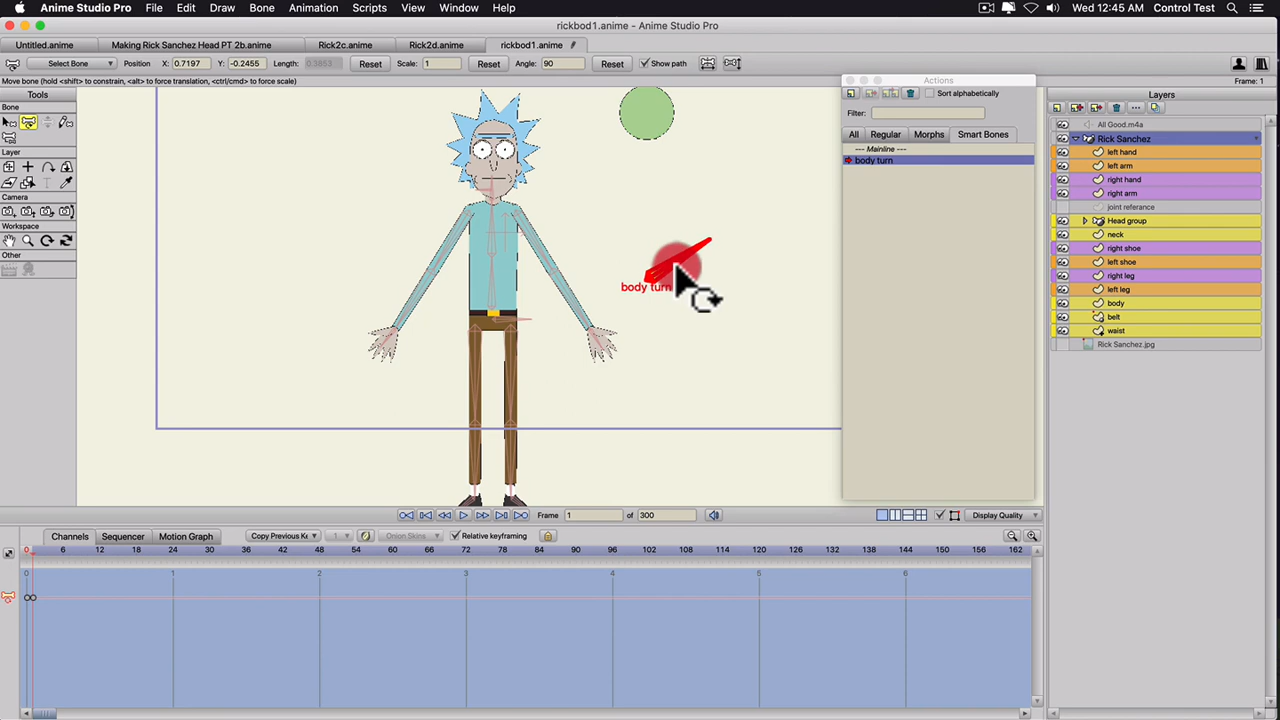 Anime Studio Pro File Edit Draw Bone Animation Scripts View Window Help Wed 12:45 AM Control Test
rickbod1.anime - Anime Studio Pro
Untitled.anime Making Rick Sanchez Head PT 2b.anime Rick2c.anime Rick2d.anime rickbod1.anime
Select Bone Position X: 0.7197 Y: -0.2455 Length: 0.3853 Reset Scale: 1 Reset Angle: 90 Reset Show path
Move bone (hold <shift> to constrain, <alt> to force translation, <ctrl/cmd> to force scale) Frame: 1
Tools
Bone
Layer
Camera
Workspace
Other
body turn
Actions
Sort alphabetically
Filter:
All Regular Morphs Smart Bones
--- Mainline ---
body turn
Layers
All Good.m4a
Rick Sanchez
left hand
left arm
right hand
right arm
joint referance
Head group
neck
right shoe
left shoe
right leg
left leg
body
belt
waist
Rick Sanchez.jpg
Frame 1 of 300 Display Quality
Channels Sequencer Motion Graph Copy Previous Ke 1 Onion Skins Relative keyframing
0 6 12 18 24 30 36 42 48 54 60 66 72 78 84 90 96 102 108 114 120 126 132 138 144 150 156 162
0 1 2 3 4 5 6